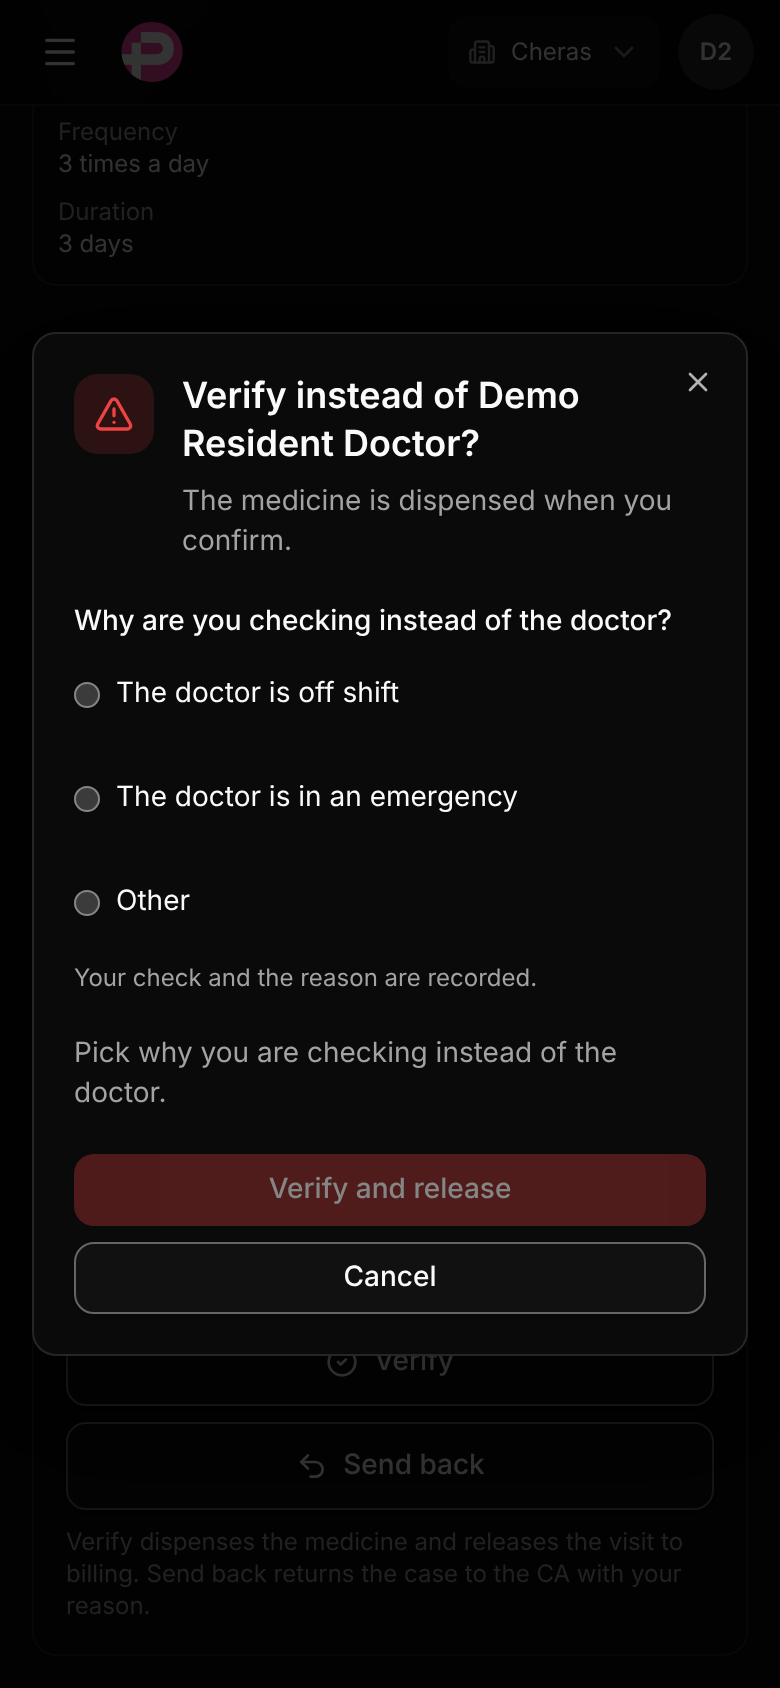 Cheras
D2
Frequency
3 times a day
Duration
3 days
Verify instead of Demo
Resident Doctor?
The medicine is dispensed when you
confirm.
Why are you checking instead of the doctor?
The doctor is off shift
The doctor is in an emergency
Other
Your check and the reason are recorded.
Pick why you are checking instead of the
doctor.
Verify and release
Cancel
Verify
Send back
Verify dispenses the medicine and releases the visit to
billing. Send back returns the case to the CA with your
reason.